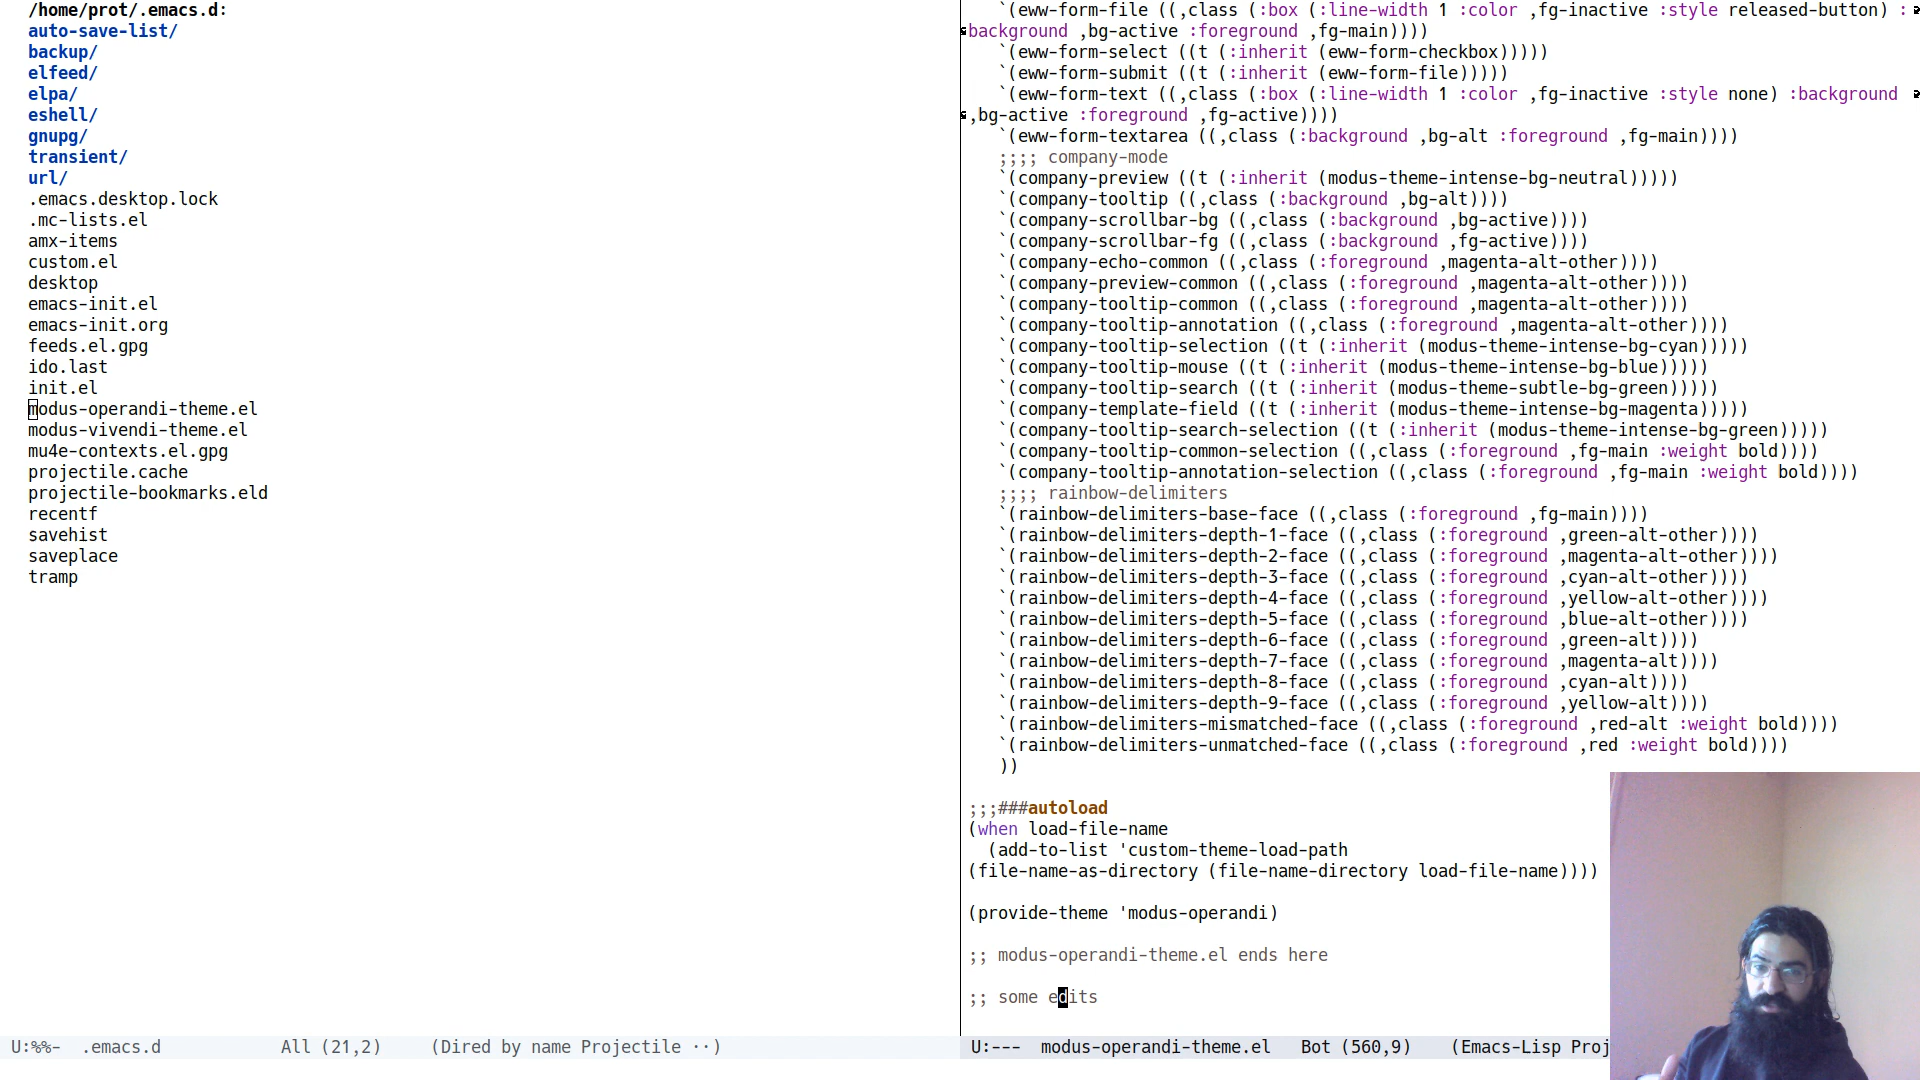 /home/prot/.emacs.d:
auto-save-list/
backup/
elfeed/
elpa/
eshell/
gnupg/
transient/
url/
.emacs.desktop.lock
.mc-lists.el
amx-items
custom.el
desktop
emacs-init.el
emacs-init.org
feeds.el.gpg
ido.last
init.el
modus-operandi-theme.el
modus-vivendi-theme.el
mu4e-contexts.el.gpg
projectile.cache
projectile-bookmarks.eld
recentf
savehist
saveplace
tramp
U:%%- .emacs.d All (21,2) (Dired by name Projectile ··)
`(eww-form-file ((,class (:box (:line-width 1 :color ,fg-inactive :style released-button) :
background ,bg-active :foreground ,fg-main))))
`(eww-form-select ((t (:inherit (eww-form-checkbox)))))
`(eww-form-submit ((t (:inherit (eww-form-file)))))
`(eww-form-text ((,class (:box (:line-width 1 :color ,fg-inactive :style none) :background
,bg-active :foreground ,fg-active))))
`(eww-form-textarea ((,class (:background ,bg-alt :foreground ,fg-main))))
;;;; company-mode
`(company-preview ((t (:inherit (modus-theme-intense-bg-neutral)))))
`(company-tooltip ((,class (:background ,bg-alt))))
`(company-scrollbar-bg ((,class (:background ,bg-active))))
`(company-scrollbar-fg ((,class (:background ,fg-active))))
`(company-echo-common ((,class (:foreground ,magenta-alt-other))))
`(company-preview-common ((,class (:foreground ,magenta-alt-other))))
`(company-tooltip-common ((,class (:foreground ,magenta-alt-other))))
`(company-tooltip-annotation ((,class (:foreground ,magenta-alt-other))))
`(company-tooltip-selection ((t (:inherit (modus-theme-intense-bg-cyan)))))
`(company-tooltip-mouse ((t (:inherit (modus-theme-intense-bg-blue)))))
`(company-tooltip-search ((t (:inherit (modus-theme-subtle-bg-green)))))
`(company-template-field ((t (:inherit (modus-theme-intense-bg-magenta)))))
`(company-tooltip-search-selection ((t (:inherit (modus-theme-intense-bg-green)))))
`(company-tooltip-common-selection ((,class (:foreground ,fg-main :weight bold))))
`(company-tooltip-annotation-selection ((,class (:foreground ,fg-main :weight bold))))
;;;; rainbow-delimiters
`(rainbow-delimiters-base-face ((,class (:foreground ,fg-main))))
`(rainbow-delimiters-depth-1-face ((,class (:foreground ,green-alt-other))))
`(rainbow-delimiters-depth-2-face ((,class (:foreground ,magenta-alt-other))))
`(rainbow-delimiters-depth-3-face ((,class (:foreground ,cyan-alt-other))))
`(rainbow-delimiters-depth-4-face ((,class (:foreground ,yellow-alt-other))))
`(rainbow-delimiters-depth-5-face ((,class (:foreground ,blue-alt-other))))
`(rainbow-delimiters-depth-6-face ((,class (:foreground ,green-alt))))
`(rainbow-delimiters-depth-7-face ((,class (:foreground ,magenta-alt))))
`(rainbow-delimiters-depth-8-face ((,class (:foreground ,cyan-alt))))
`(rainbow-delimiters-depth-9-face ((,class (:foreground ,yellow-alt))))
`(rainbow-delimiters-mismatched-face ((,class (:foreground ,red-alt :weight bold))))
`(rainbow-delimiters-unmatched-face ((,class (:foreground ,red :weight bold))))
))
;;;###autoload
(when load-file-name
(add-to-list 'custom-theme-load-path
(file-name-as-directory (file-name-directory load-file-name))))
(provide-theme 'modus-operandi)
;; modus-operandi-theme.el ends here
;; some edits
U:--- modus-operandi-theme.el Bot (560,9) (Emacs-Lisp Proj